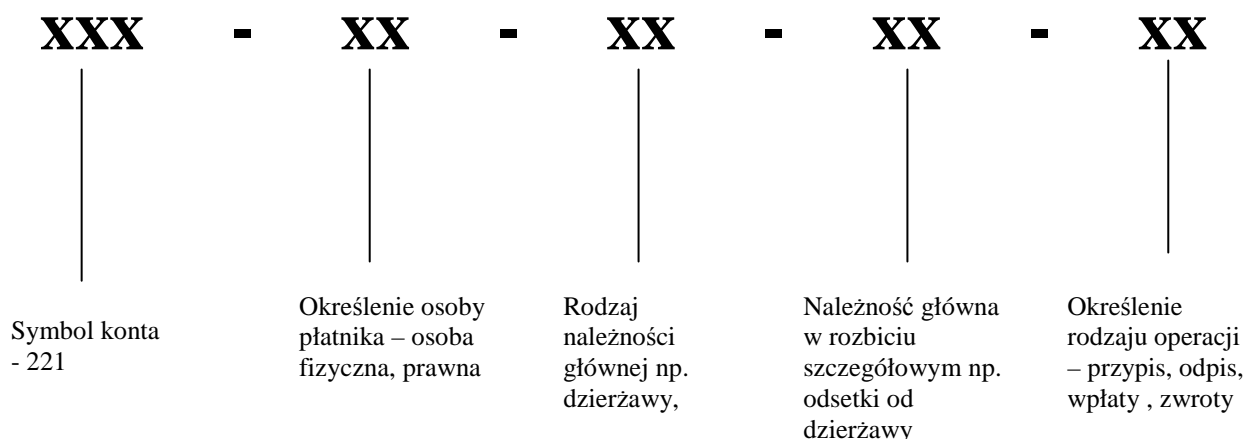 xxx - xx - xx - xx - xx
Symbol konta
- 221
Określenie osoby
płatnika – osoba
fizyczna, prawna
Rodzaj
należności
głównej np.
dzierżawy,
Należność główna
w rozbiciu
szczegółowym np.
odsetki od
dzierżawy
Określenie
rodzaju operacji
– przypis, odpis,
wpłaty , zwroty